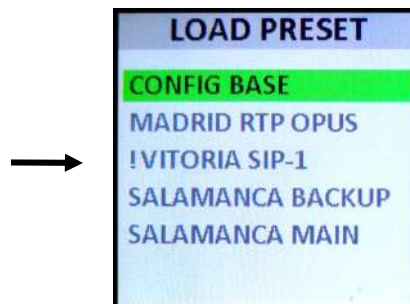 LOAD PRESET
CONFIG BASE
MADRID RTP OPUS
!VITORIA SIP-1
SALAMANCA BACKUP
SALAMANCA MAIN